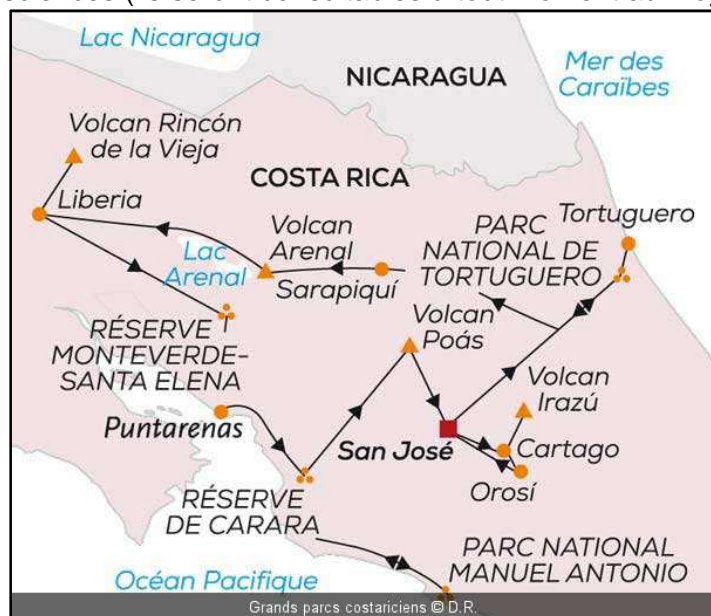 Lac Nicaragua
NICARAGUA
Mer des
Caraïbes
Volcan Rincón
de la Vieja
COSTA RICA
Liberia
Volcan
Arenal
PARC
NATIONAL DE
TORTUGUERO
Tortuguero
Lac
Arenal
Sarapiquí
Volcan
Poás
RÉSERVE
MONTEVERDE-
SANTA ELENA
Volcan
Irazú
Puntarenas
San José
Cartago
Orosí
RÉSERVE
DE CARARA
PARC NATIONAL
MANUEL ANTONIO
Océan Pacifique
Grands parcs costariciens © D.R.